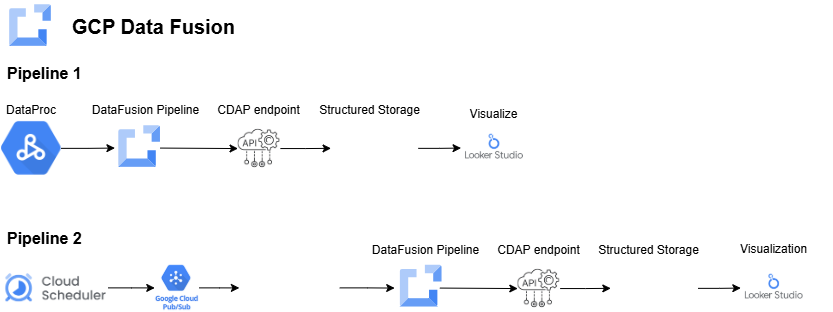 GCP Data Fusion
Pipeline 1
DataProc
DataFusion Pipeline
CDAP endpoint
Structured Storage
Visualize
API
Looker Studio
Pipeline 2
DataFusion Pipeline
CDAP endpoint
Structured Storage
Visualization
Cloud
Scheduler
Google Cloud
Pub/Sub
API
Looker Studio